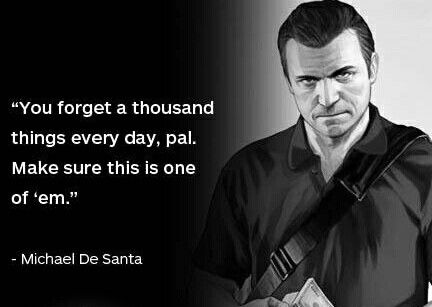 “You forget a thousand
things every day, pal.
Make sure this is one
of ‘em.”
- Michael De Santa